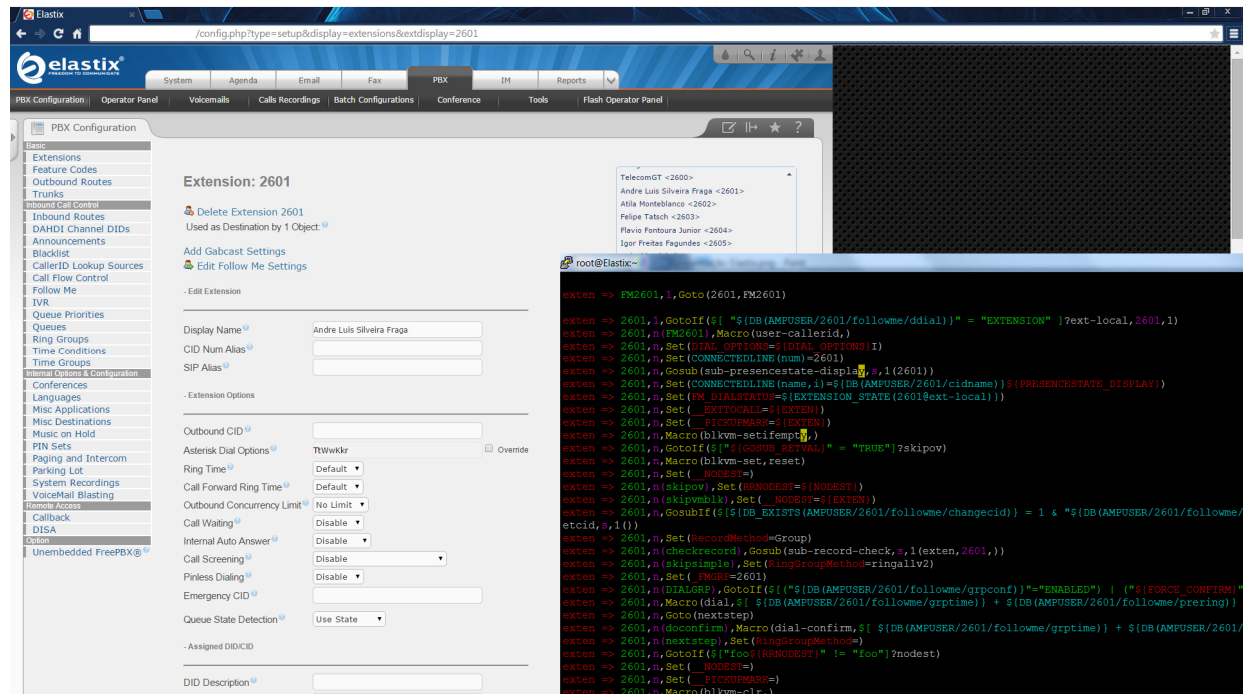 Elastix
/config.php?type=setup&display=extensions&extdisplay=2601
elastix®
FREEDOM TO COMMUNICATE
System Agenda Email Fax PBX IM Reports
PBX Configuration Operator Panel Voicemails Calls Recordings Batch Configurations Conference Tools Flash Operator Panel
PBX Configuration
Basic
Extensions
Feature Codes
Outbound Routes
Trunks
Inbound Call Control
Inbound Routes
DAHDI Channel DIDs
Announcements
Blacklist
CallerID Lookup Sources
Call Flow Control
Follow Me
IVR
Queue Priorities
Queues
Ring Groups
Time Conditions
Time Groups
Internal Options & Configuration
Conferences
Languages
Misc Applications
Misc Destinations
Music on Hold
PIN Sets
Paging and Intercom
Parking Lot
System Recordings
VoiceMail Blasting
Remote Access
Callback
DISA
Option
Unembedded FreePBX®
Extension: 2601
Delete Extension 2601
Used as Destination by 1 Object:
Add Gabcast Settings
Edit Follow Me Settings
- Edit Extension
Display Name Andre Luis Silveira Fraga
CID Num Alias
SIP Alias
- Extension Options
Outbound CID
Asterisk Dial Options TtWwKkr Override
Ring Time Default
Call Forward Ring Time Default
Outbound Concurrency Limit No Limit
Call Waiting Disable
Internal Auto Answer Disable
Call Screening Disable
Pinless Dialing Disable
Emergency CID
Queue State Detection Use State
- Assigned DID/CID
DID Description
TelecomGT <2600>
Andre Luis Silveira Fraga <2601>
Atila Monteblanco <2602>
Felipe Tatsch <2603>
Flavio Fontoura Junior <2604>
Igor Freitas Fagundes <2605>
root@Elastix:~
exten => FM2601,1,Goto(2601,FM2601)
exten => 2601,1,GotoIf($[ "${DB(AMPUSER/2601/followme/ddial)}" = "EXTENSION" ]?ext-local,2601,1)
exten => 2601,n(FM2601),Macro(user-callerid,)
exten => 2601,n,Set(DIAL_OPTIONS=${DIAL_OPTIONS}I)
exten => 2601,n,Set(CONNECTEDLINE(num)=2601)
exten => 2601,n,Gosub(sub-presencestate-display,s,1(2601))
exten => 2601,n,Set(CONNECTEDLINE(name,i)=${DB(AMPUSER/2601/cidname)}${PRESENCESTATE_DISPLAY})
exten => 2601,n,Set(FM_DIALSTATUS=${EXTENSION_STATE(2601@ext-local)})
exten => 2601,n,Set(__EXTTOCALL=${EXTEN})
exten => 2601,n,Set(__PICKUPMARK=${EXTEN})
exten => 2601,n,Macro(blkvm-setifempty,)
exten => 2601,n,GotoIf($["${GOSUB_RETVAL}" = "TRUE"]?skipov)
exten => 2601,n,Macro(blkvm-set,reset)
exten => 2601,n,Set(__NODEST=)
exten => 2601,n(skipov),Set(RRNODEST=${NODEST})
exten => 2601,n(skipvmblk),Set(__NODEST=${EXTEN})
exten => 2601,n,GosubIf($[${DB_EXISTS(AMPUSER/2601/followme/changecid)} = 1 & "${DB(AMPUSER/2601/followme/
etcid,s,1())
exten => 2601,n,Set(RecordMethod=Group)
exten => 2601,n(checkrecord),Gosub(sub-record-check,s,1(exten,2601,))
exten => 2601,n(skipsimple),Set(RingGroupMethod=ringallv2)
exten => 2601,n,Set(_FMGRP=2601)
exten => 2601,n(DIALGRP),GotoIf($[("${DB(AMPUSER/2601/followme/grpconf)}"="ENABLED") | ("${FORCE_CONFIRM}"
exten => 2601,n,Macro(dial,$[ ${DB(AMPUSER/2601/followme/grptime)} + ${DB(AMPUSER/2601/followme/prering)}
exten => 2601,n,Goto(nextstep)
exten => 2601,n(doconfirm),Macro(dial-confirm,$[ ${DB(AMPUSER/2601/followme/grptime)} + ${DB(AMPUSER/2601/
exten => 2601,n(nextstep),Set(RingGroupMethod=)
exten => 2601,n,GotoIf($["foo${RRNODEST}" != "foo"]?nodest)
exten => 2601,n,Set(__NODEST=)
exten => 2601,n,Set(__PICKUPMARK=)
exten => 2601,n,Macro(blkvm-clr,)